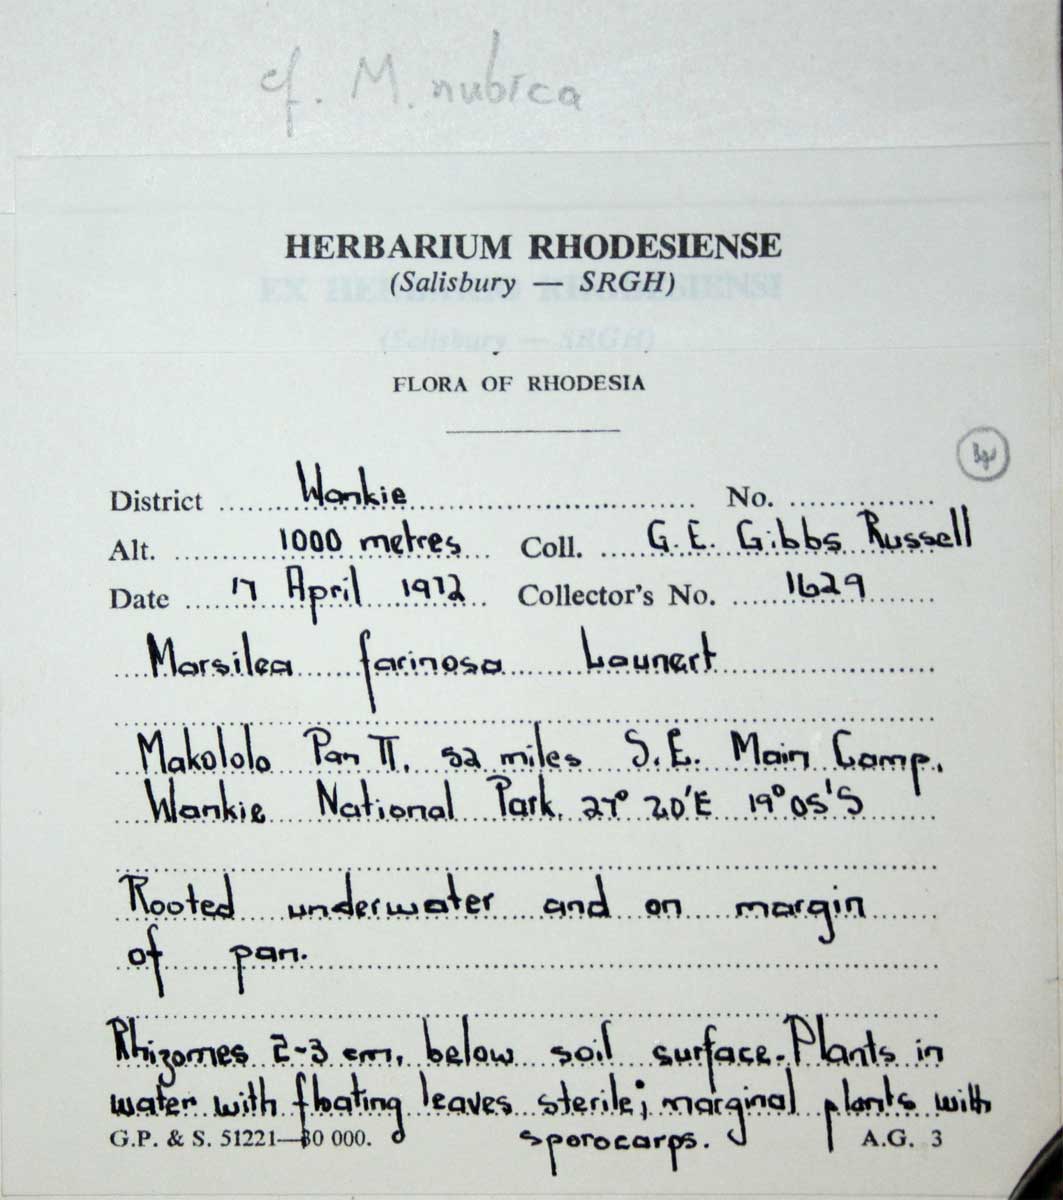 cf. M. nubica
HERBARIUM RHODESIENSE
(Salisbury — SRGH)
EX HERBARIO RHODESIENSI
(Salisbury — SRGH)
FLORA OF RHODESIA
District Wankie No.
Alt. 1000 metres Coll. G.E. Gibbs Russell
Date 17 April 1972 Collector's No. 1629
Marsilea farinosa Launert
Makololo Pan II. 52 miles S.E. Main Camp,
Wankie National Park. 27° 20'E 19° 05'S
Rooted underwater and on margin
of pan.
Rhizomes 2-3 cm. below soil surface. Plants in
water with floating leaves sterile; marginal plants with
sporocarps.
G.P. & S. 51221—30 000. A.G. 3